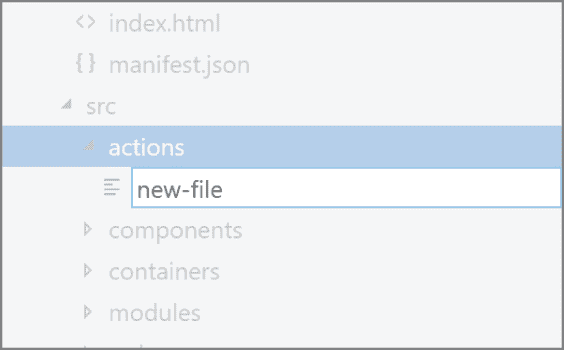 <> index.html
{} manifest.json
src
actions
new-file
components
containers
modules